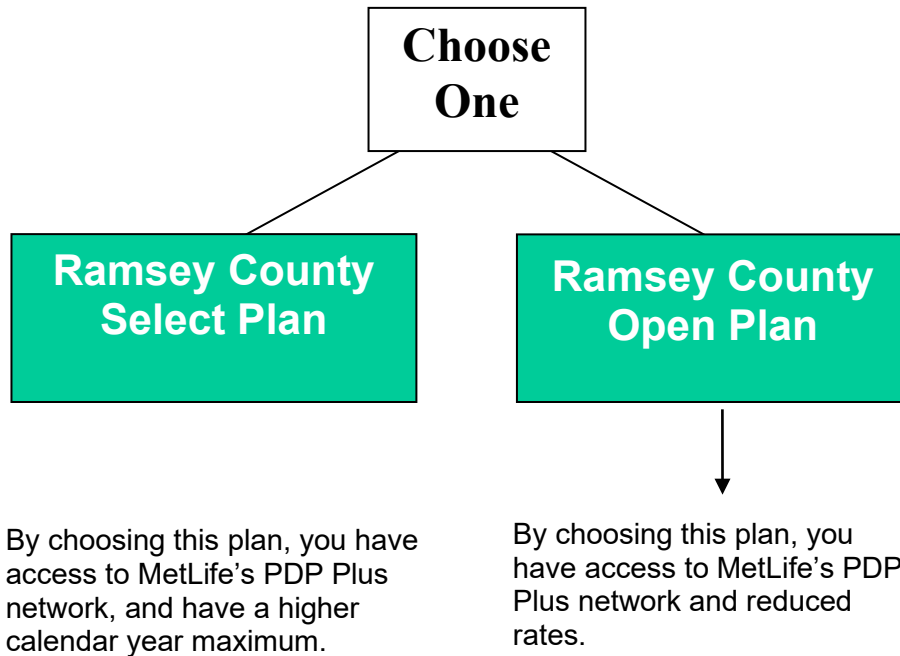 Choose
One
Ramsey County
Select Plan
Ramsey County
Open Plan
By choosing this plan, you have
access to MetLife’s PDP Plus
network, and have a higher
calendar year maximum.
By choosing this plan, you
have access to MetLife’s PDP
Plus network and reduced
rates.